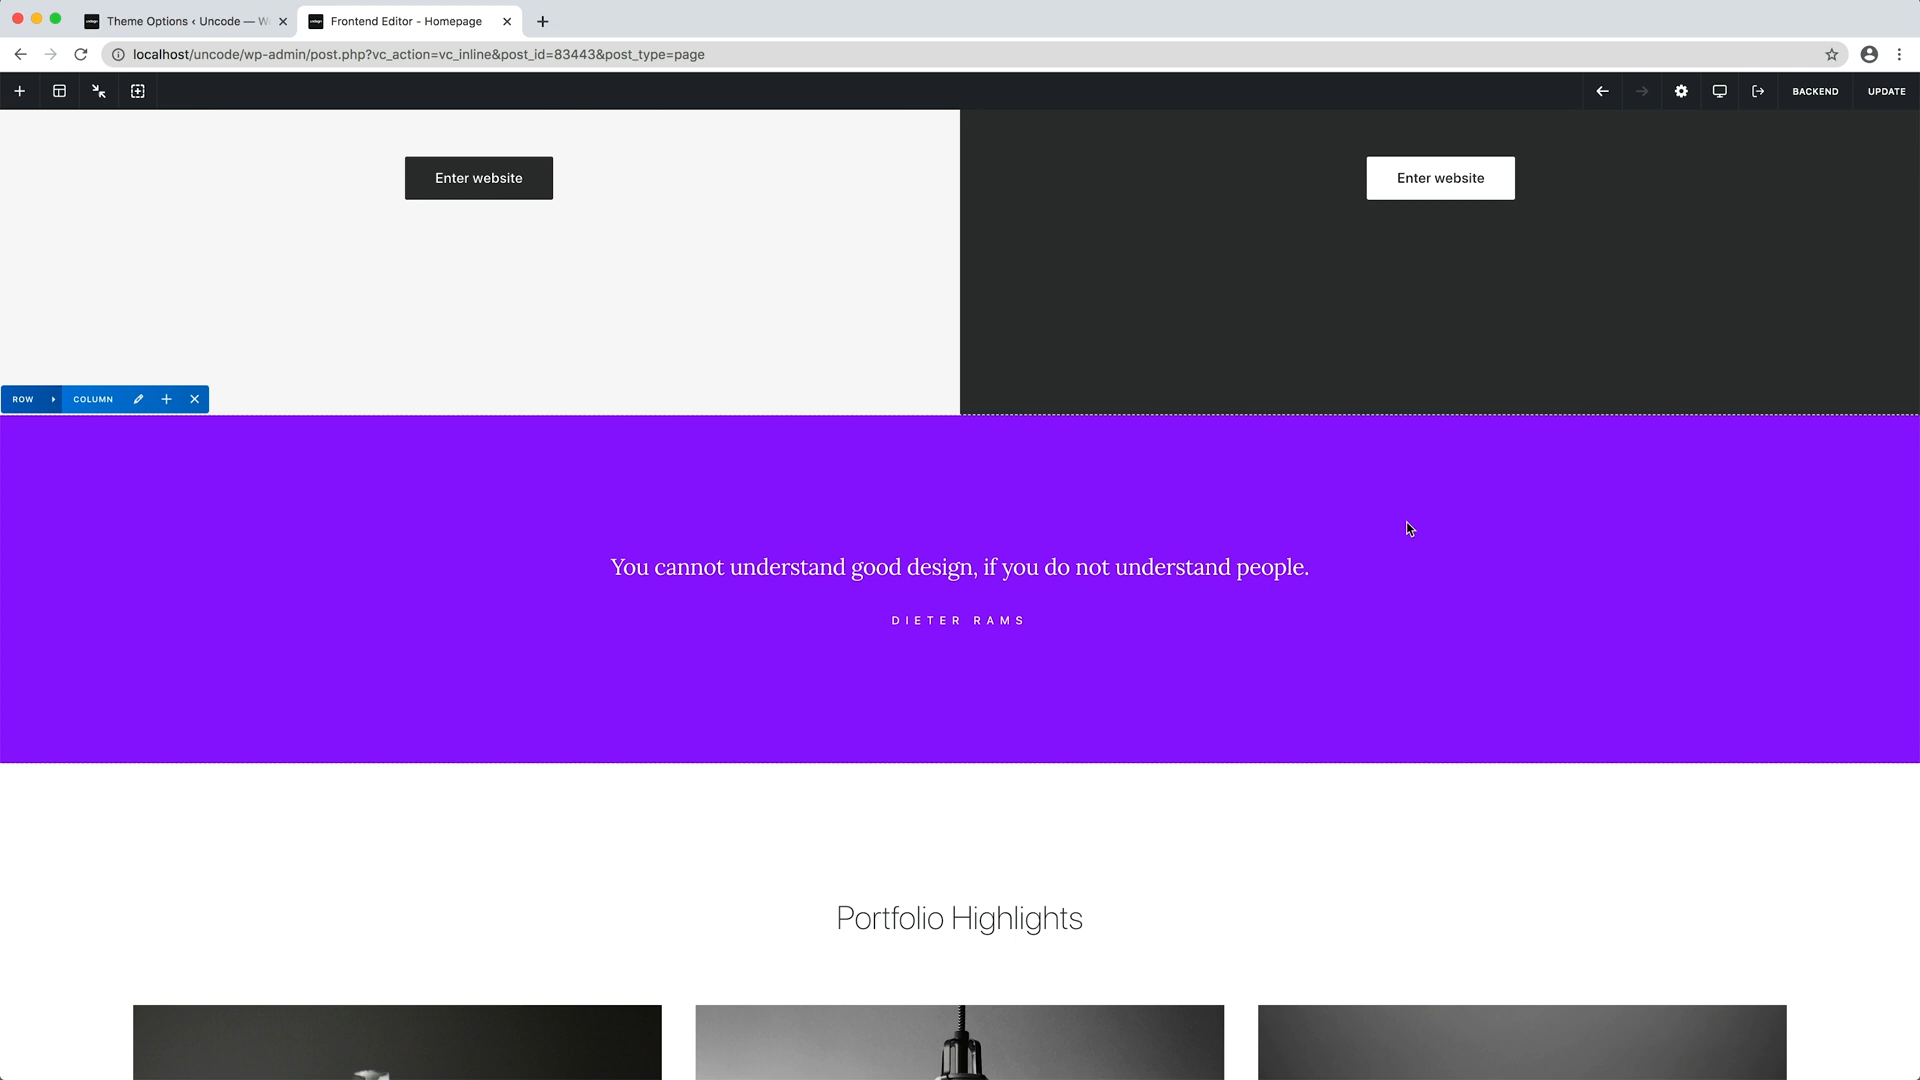 Theme Options ‹ Uncode — W
Frontend Editor - Homepage
localhost/uncode/wp-admin/post.php?vc_action=vc_inline&post_id=83443&post_type=page
BACKEND
UPDATE
Enter website
Enter website
ROW
COLUMN
You cannot understand good design, if you do not understand people.
DIETER RAMS
Portfolio Highlights